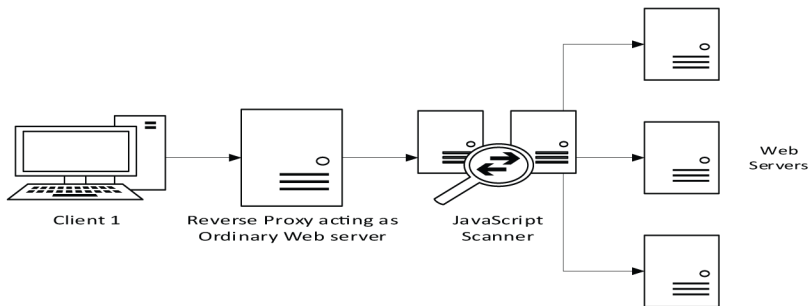 Client 1
Reverse Proxy acting as
Ordinary Web server
JavaScript
Scanner
Web
Servers